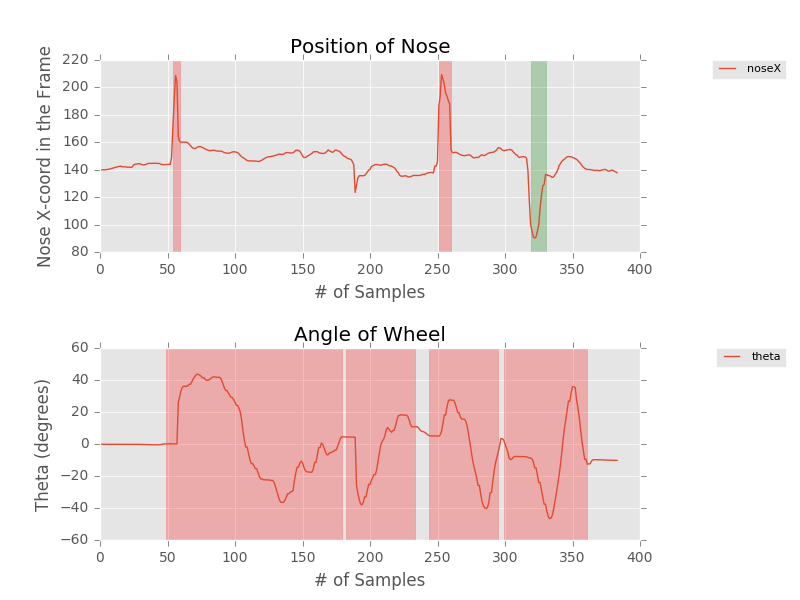 Position of Nose
Nose X-coord in the Frame
220
200
180
160
140
120
100
80
0 50 100 150 200 250 300 350 400
# of Samples
noseX
Angle of Wheel
Theta (degrees)
60
40
20
0
−20
−40
−60
0 50 100 150 200 250 300 350 400
# of Samples
theta